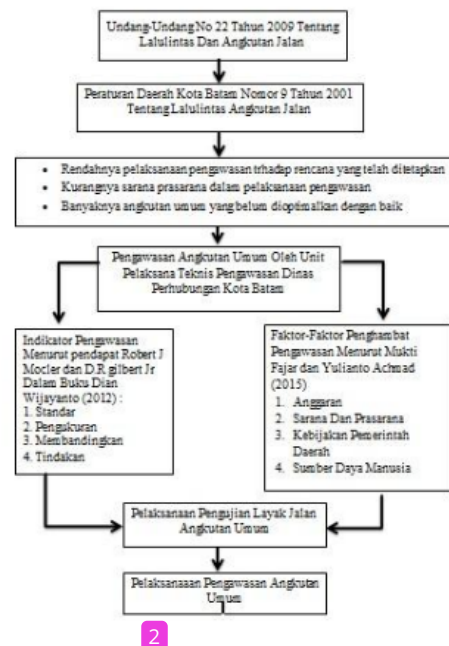 Undang-Undang No 22 Tahun 2009 Tentang
Lalulintas Dan Angkutan Jalan
Peraturan Daerah Kota Batam Nomor 9 Tahun 2001
Tentang Lalulintas Angkutan Jalan
• Rendahnya pelaksanaan pengawasan trhadap rencana yang telah ditetapkan
• Kurangnya sarana prasarana dalam pelaksanaan pengawasan
• Banyaknya angkutan umum yang belum dioptimalkan dengan baik
Pengawasan Angkutan Umum Oleh Unit
Pelaksana Teknis Pengawasan Dinas
Perhubungan Kota Batam
Indikator Pengawasan
Menurut pendapat Robert J
Mocler dan D.R gilbert Jr
Dalam Buku Dian
Wijayanto (2012) :
1. Standar
2. Pengukuran
3. Membandingkan
4. Tindakan
Faktor-Faktor Penghambat
Pengawasan Menurut Mukti
Fajar dan Yulianto Achmad
(2015)
1. Anggaran
2. Sarana Dan Prasarana
3. Kebijakan Pemerintah
Daerah
4. Sumber Daya Manusia
Pelaksanaan Pengujian Layak Jalan
Angkutan Umum
Pelaksanaaan Pengawasan Angkutan
Umum
2